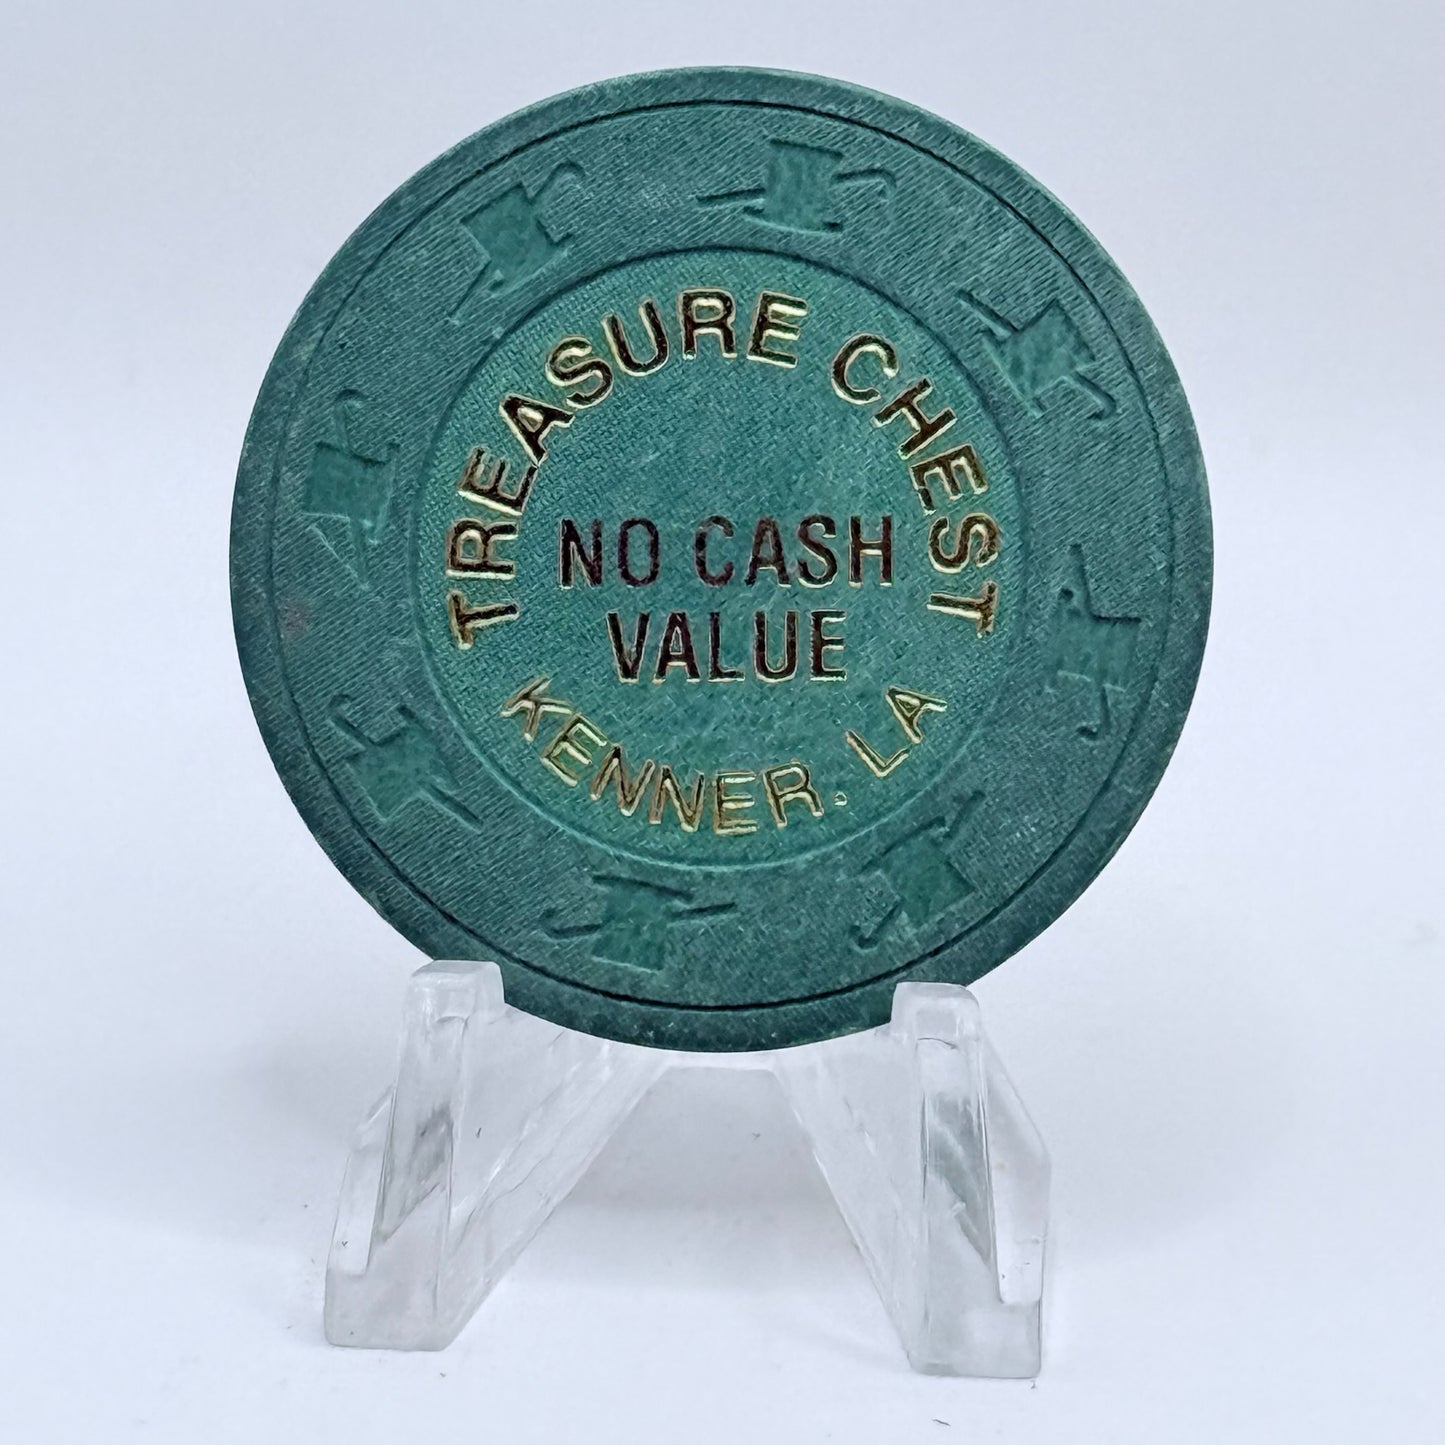 TREASURE CHEST
NO CASH
VALUE
KENNER. LA